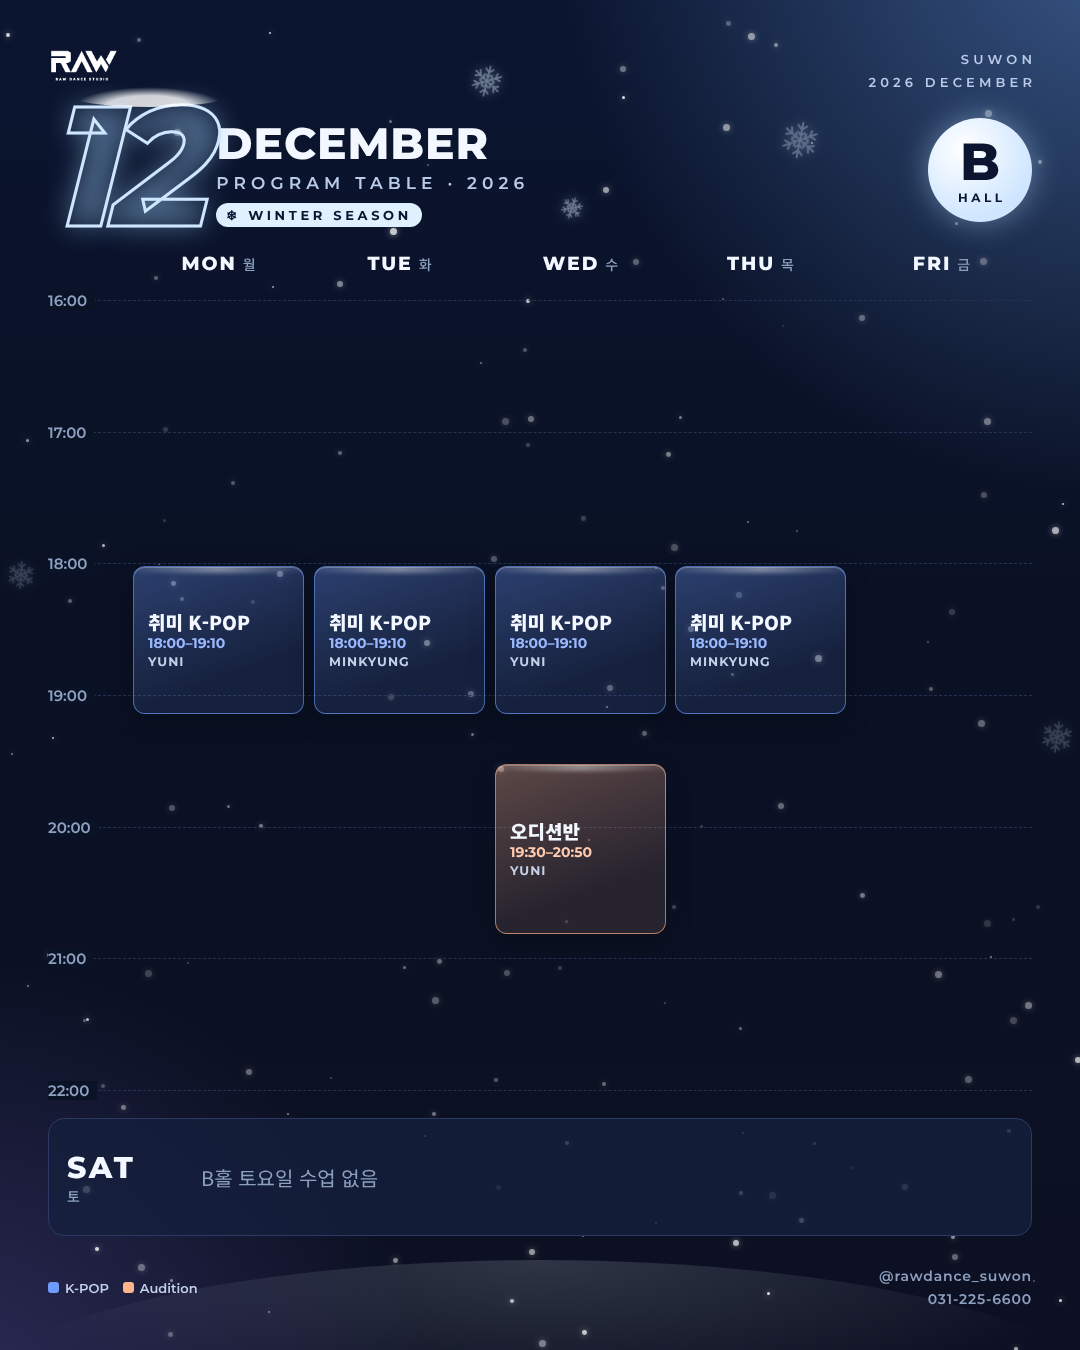 RAW
RAW DANCE STUDIO
SUWON
2026 DECEMBER
12
DECEMBER
PROGRAM TABLE · 2026
❄ WINTER SEASON
B
HALL
MON 월
TUE 화
WED 수
THU 목
FRI 금
16:00
17:00
18:00
취미 K-POP
18:00–19:10
YUNI
취미 K-POP
18:00–19:10
MINKYUNG
취미 K-POP
18:00–19:10
YUNI
취미 K-POP
18:00–19:10
MINKYUNG
19:00
오디션반
19:30–20:50
YUNI
20:00
21:00
22:00
SAT
토
B홀 토요일 수업 없음
K-POP
Audition
@rawdance_suwon
031-225-6600